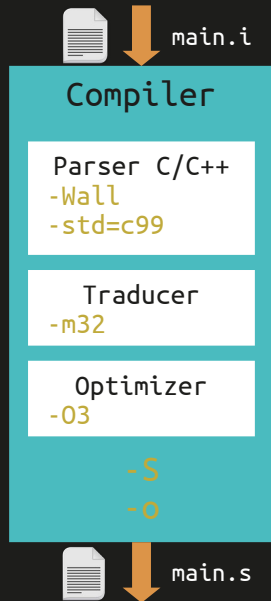 main.i
Compiler
Parser C/C++
-Wall
-std=c99
Traducer
-m32
Optimizer
-O3
-S
-o
main.s